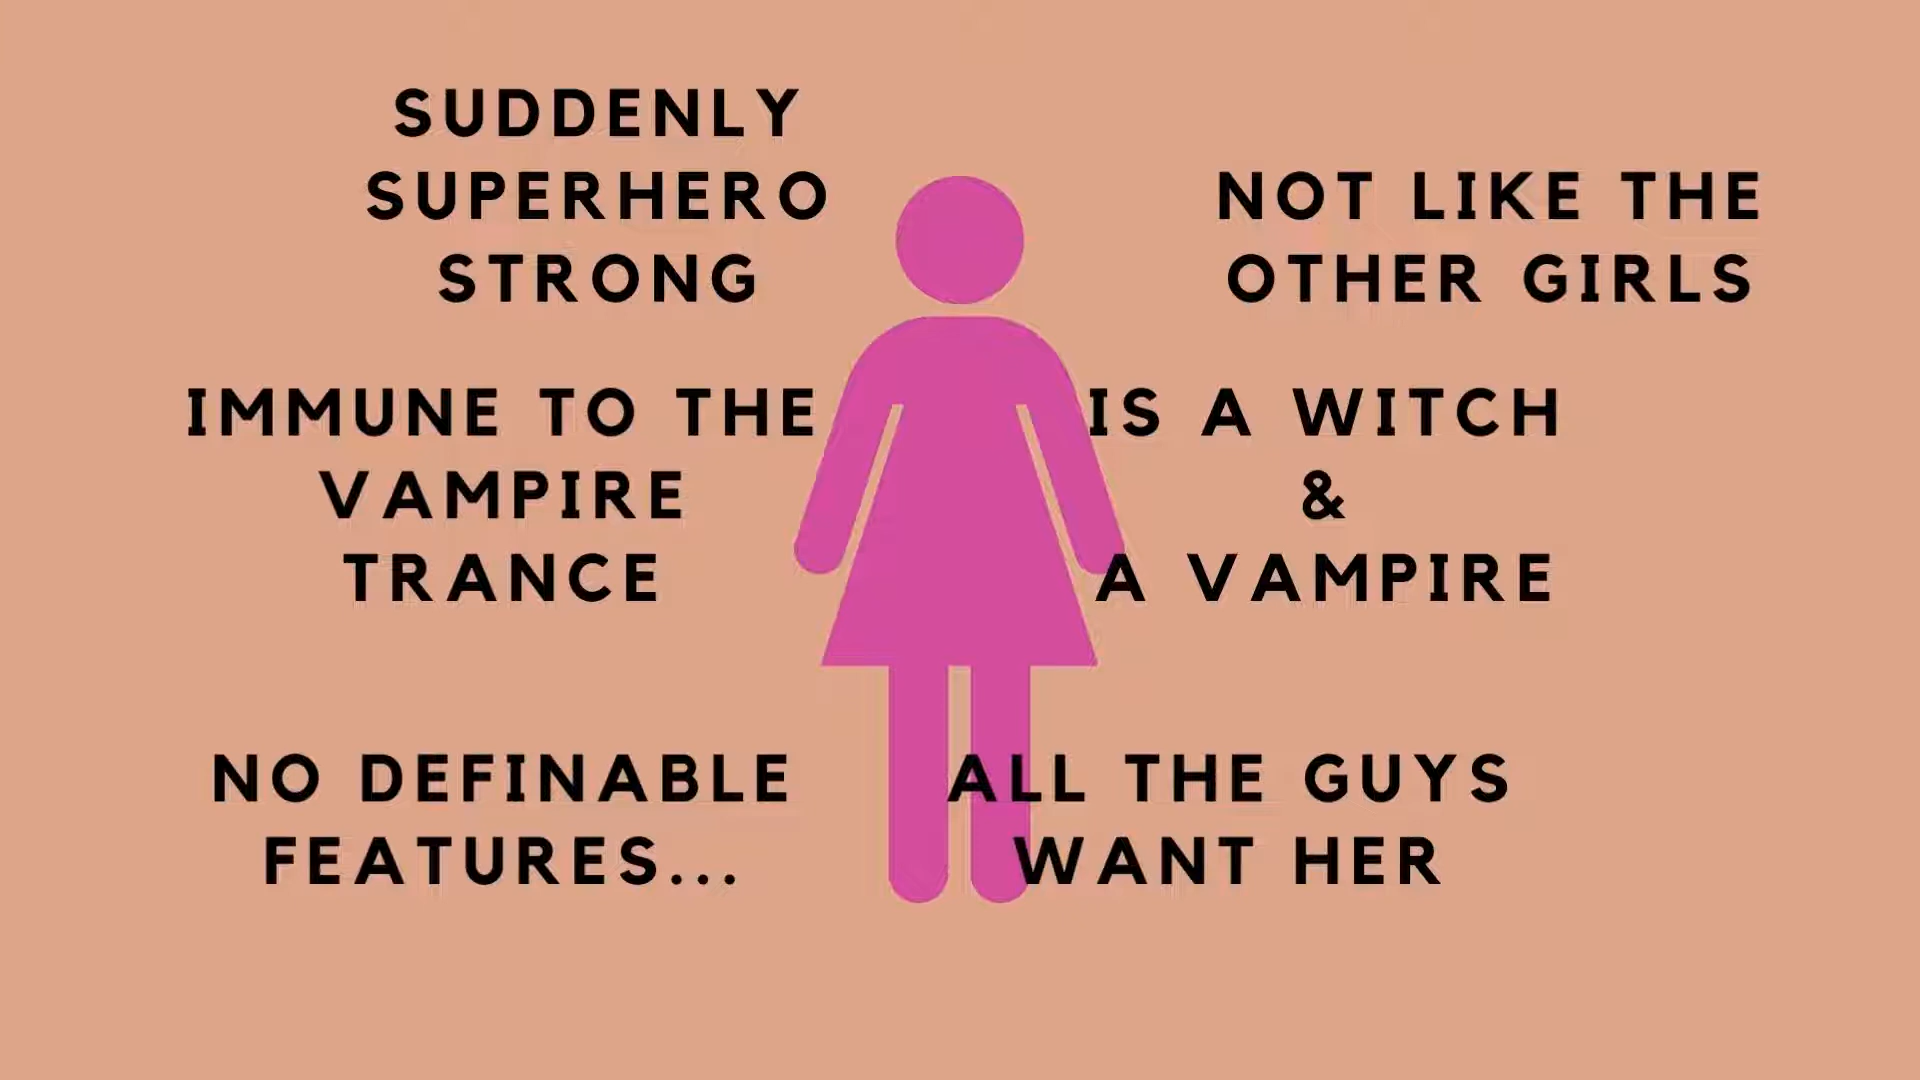 SUDDENLY
SUPERHERO
STRONG
NOT LIKE THE
OTHER GIRLS
IMMUNE TO THE
VAMPIRE
TRANCE
IS A WITCH
&
A VAMPIRE
NO DEFINABLE
FEATURES...
ALL THE GUYS
WANT HER